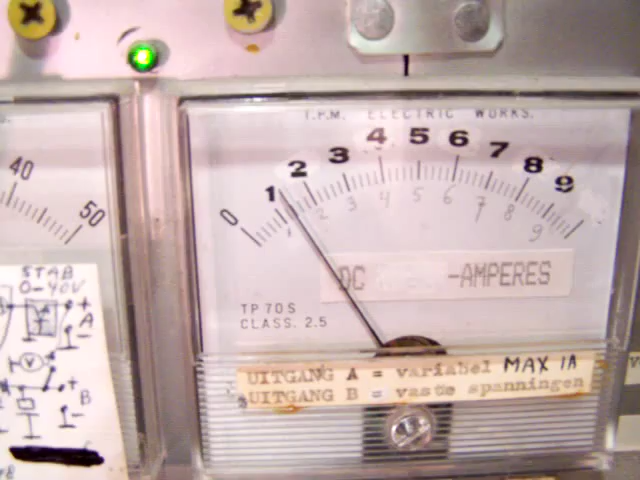 T.P.M. ELECTRIC WORKS.
0 1 2 3 4 5 6 7 8 9
1 2 3 4 5 6 7 8 9
40
50
DC -AMPERES
TP 70S
CLASS. 2.5
ST4B
0-40V
+
A
-
V
+
B
-
UITGANG A = variabel MAX 1A
UITGANG B = vaste spanningen